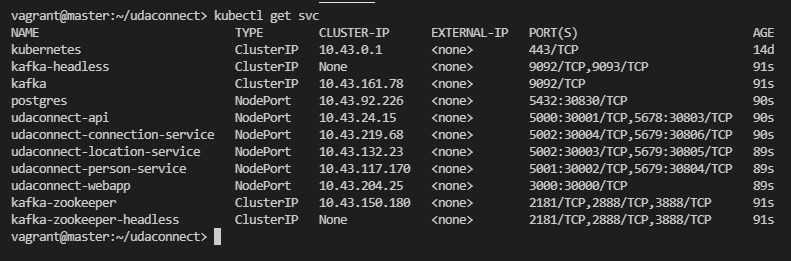 vagrant@master:~/udaconnect> kubectl get svc
NAME TYPE CLUSTER-IP EXTERNAL-IP PORT(S) AGE
kubernetes ClusterIP 10.43.0.1 <none> 443/TCP 14d
kafka-headless ClusterIP None <none> 9092/TCP,9093/TCP 91s
kafka ClusterIP 10.43.161.78 <none> 9092/TCP 91s
postgres NodePort 10.43.92.226 <none> 5432:30830/TCP 90s
udaconnect-api NodePort 10.43.24.15 <none> 5000:30001/TCP,5678:30803/TCP 90s
udaconnect-connection-service NodePort 10.43.219.68 <none> 5002:30004/TCP,5679:30806/TCP 90s
udaconnect-location-service NodePort 10.43.132.23 <none> 5002:30003/TCP,5679:30805/TCP 89s
udaconnect-person-service NodePort 10.43.117.170 <none> 5001:30002/TCP,5679:30804/TCP 89s
udaconnect-webapp NodePort 10.43.204.25 <none> 3000:30000/TCP 89s
kafka-zookeeper ClusterIP 10.43.150.180 <none> 2181/TCP,2888/TCP,3888/TCP 91s
kafka-zookeeper-headless ClusterIP None <none> 2181/TCP,2888/TCP,3888/TCP 91s
vagrant@master:~/udaconnect>